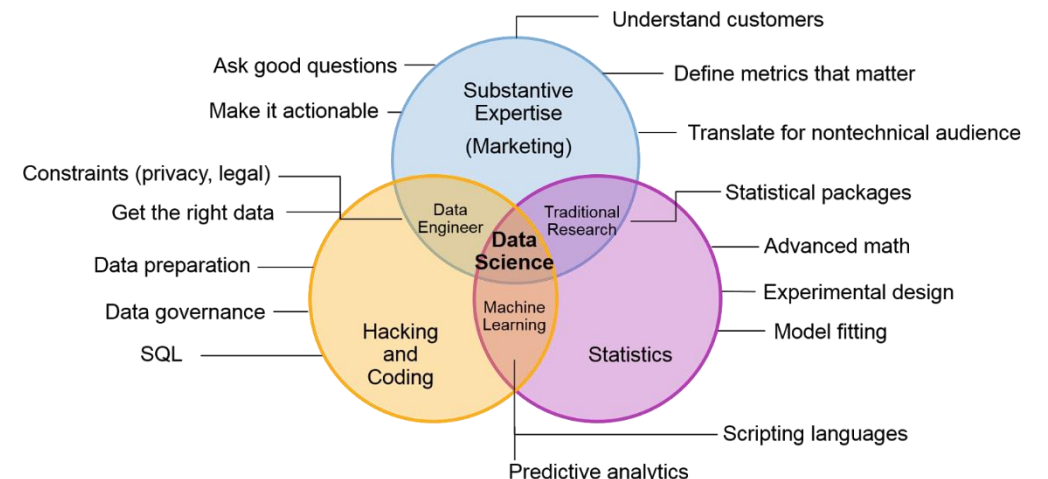 Understand customers
Ask good questions
Define metrics that matter
Make it actionable
Substantive
Expertise
(Marketing)
Translate for nontechnical audience
Constraints (privacy, legal)
Get the right data
Statistical packages
Data
Engineer
Traditional
Research
Data
Science
Advanced math
Data preparation
Experimental design
Data governance
Machine
Learning
Model fitting
SQL
Hacking
and
Coding
Statistics
Scripting languages
Predictive analytics